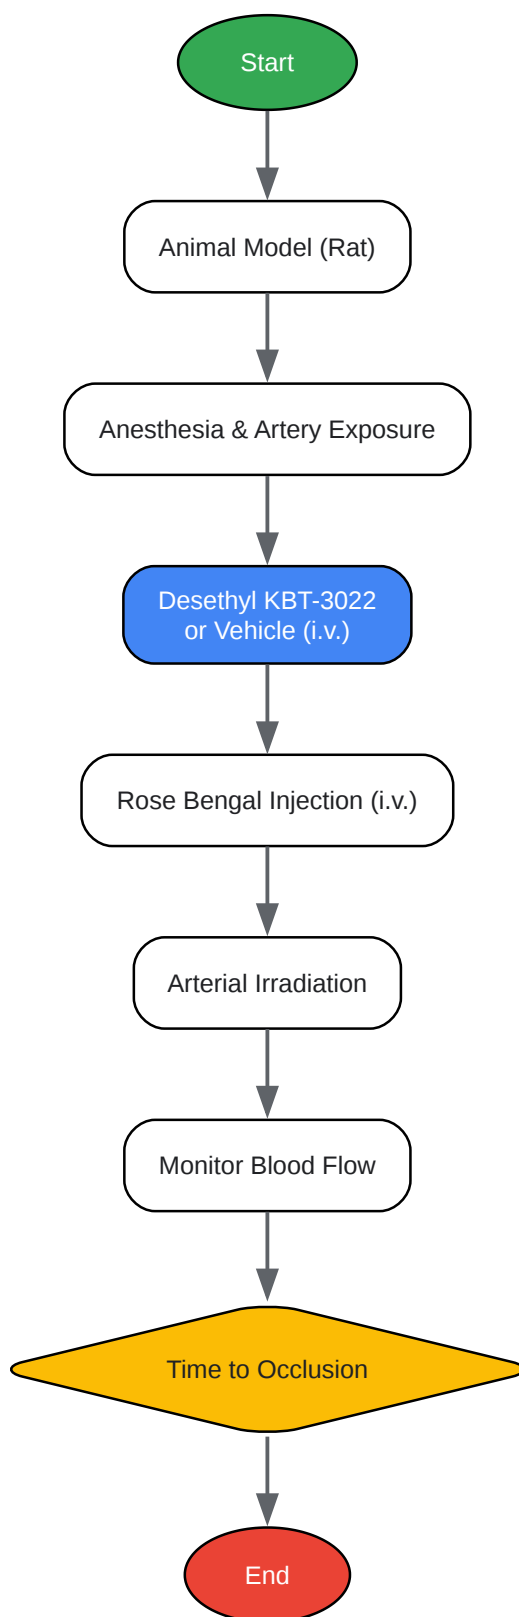 Start
Animal Model (Rat)
Anesthesia & Artery Exposure
Desethyl KBT-3022
or Vehicle (i.v.)
Rose Bengal Injection (i.v.)
Arterial Irradiation
Monitor Blood Flow
Time to Occlusion
End